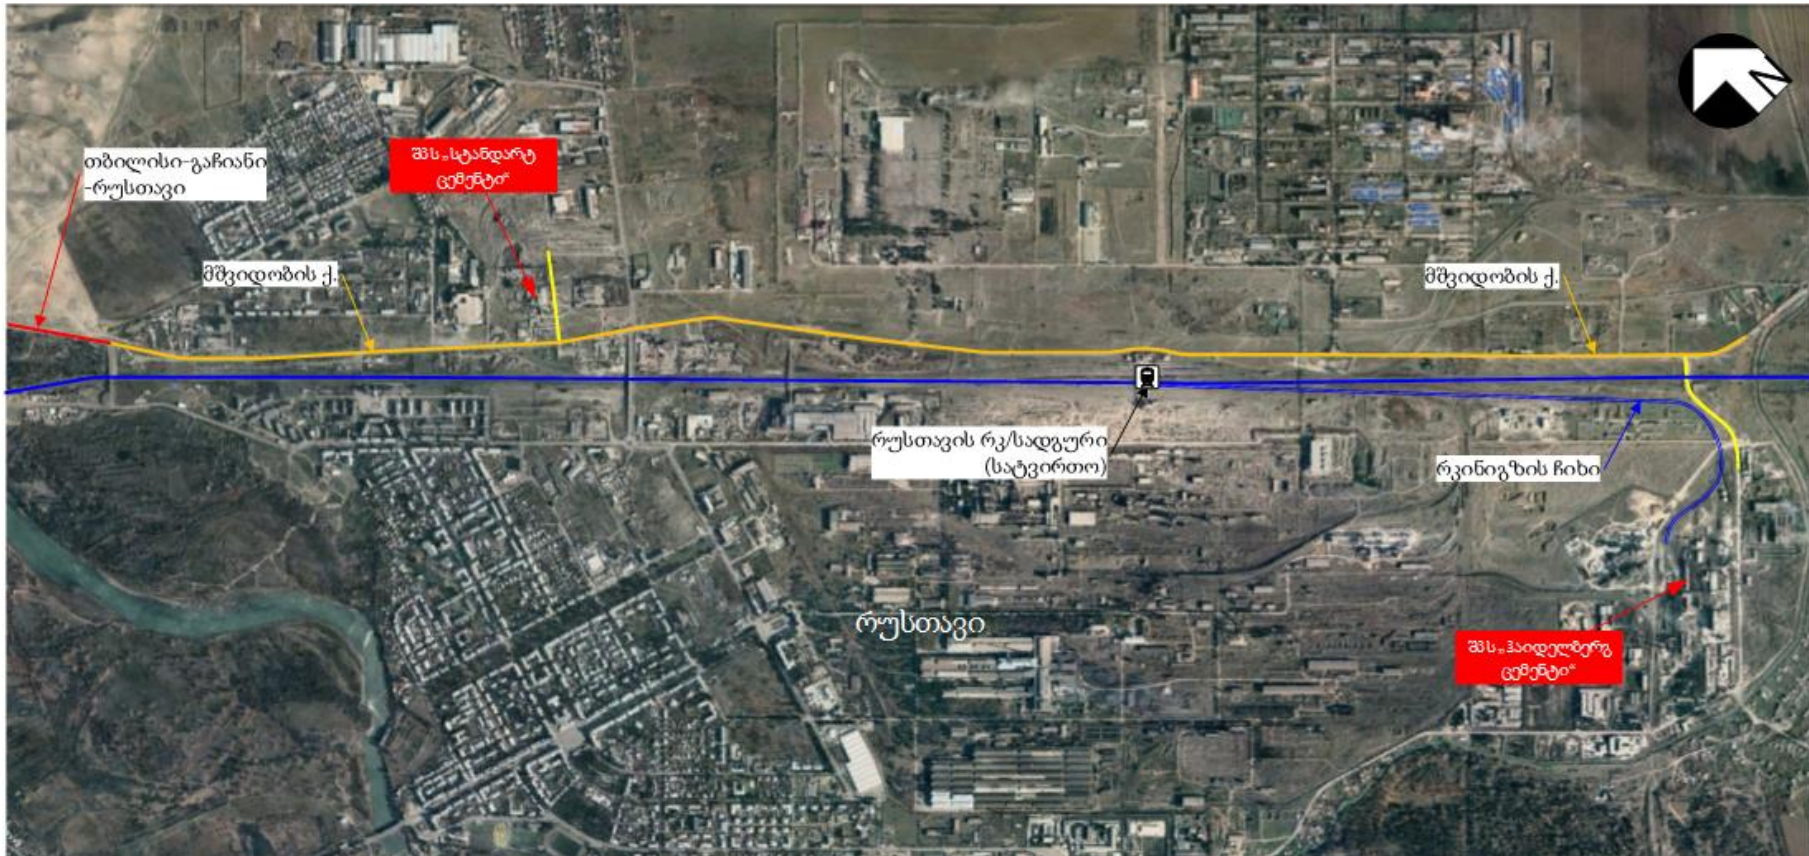 N
თბილისი-გაჩიანი
-რუსთავი
შპს „სტანდარტ
ცემენტი“
მშვიდობის ქ.
მშვიდობის ქ.
რუსთავის რკ/სადგური
(სატვირთო)
რკინიგზის ჩიხი
რუსთავი
შპს „ჰაიდელბერგ
ცემენტი“